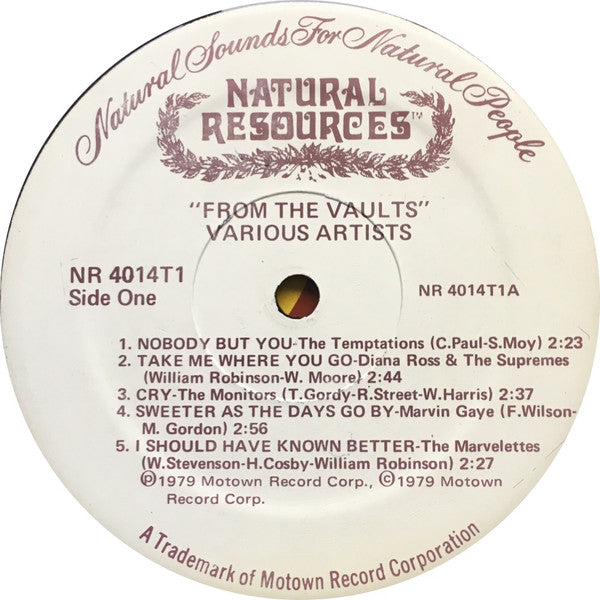 Natural Sounds For Natural People
NATURAL
RESOURCES™
"FROM THE VAULTS"
VARIOUS ARTISTS
NR 4014T1
Side One
NR 4014T1A
1. NOBODY BUT YOU-The Temptations (C.Paul-S.Moy) 2:23
2. TAKE ME WHERE YOU GO-Diana Ross & The Supremes
(William Robinson-W. Moore) 2:44
3. CRY-The Monitors (T.Gordy-R.Street-W.Harris) 2:37
4. SWEETER AS THE DAYS GO BY-Marvin Gaye (F.Wilson-
M. Gordon) 2:56
5. I SHOULD HAVE KNOWN BETTER-The Marvelettes
(W.Stevenson-H.Cosby-William Robinson) 2:27
℗1979 Motown Record Corp., ©1979 Motown
Record Corp.
A Trademark of Motown Record Corporation